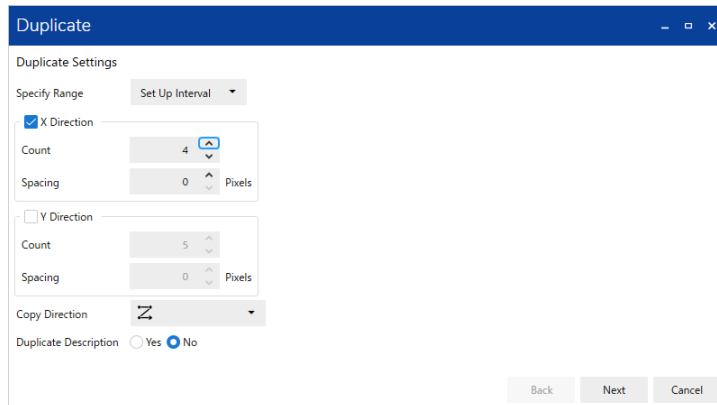 Duplicate
Duplicate Settings
Specify Range Set Up Interval
X Direction
Count 4
Spacing 0 Pixels
Y Direction
Count 5
Spacing 0 Pixels
Copy Direction
Duplicate Description Yes No
Back Next Cancel